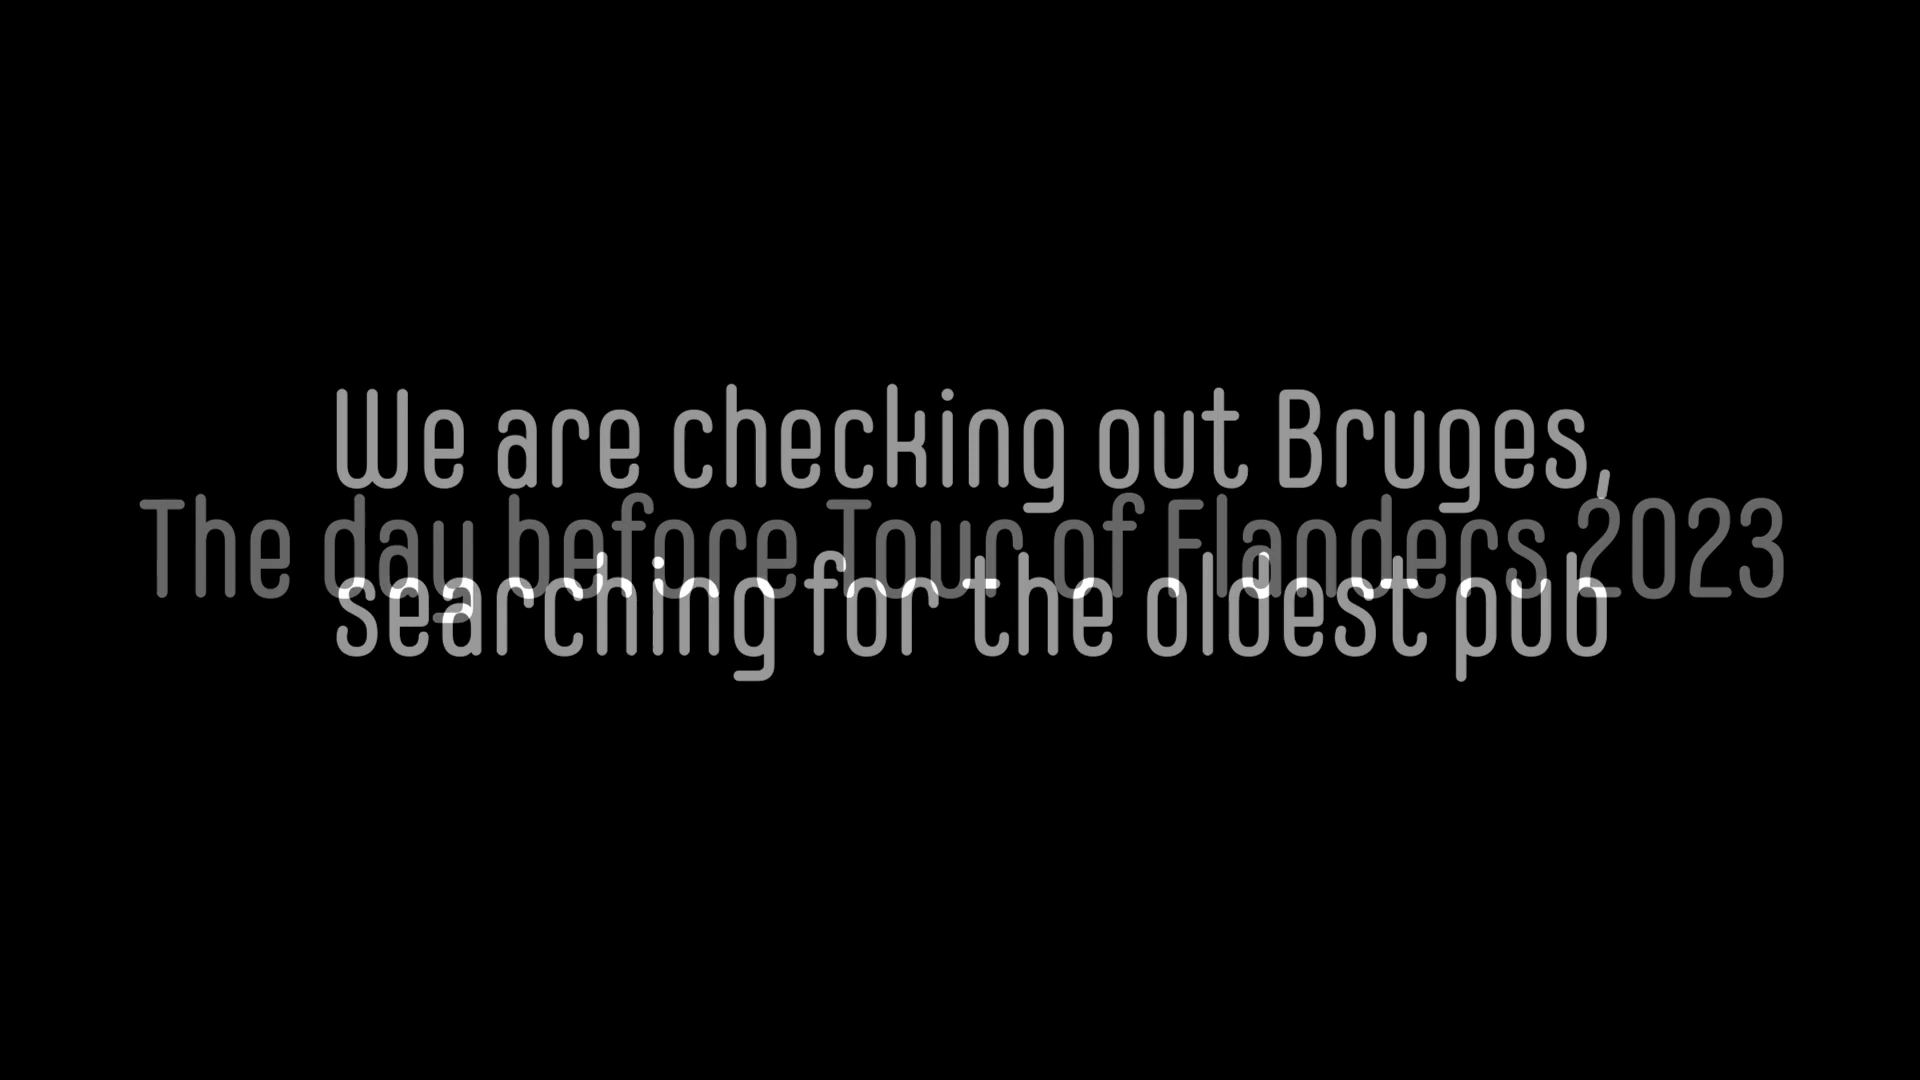 We are checking out Bruges,
The day before Tour of Flanders 2023
searching for the oldest pub